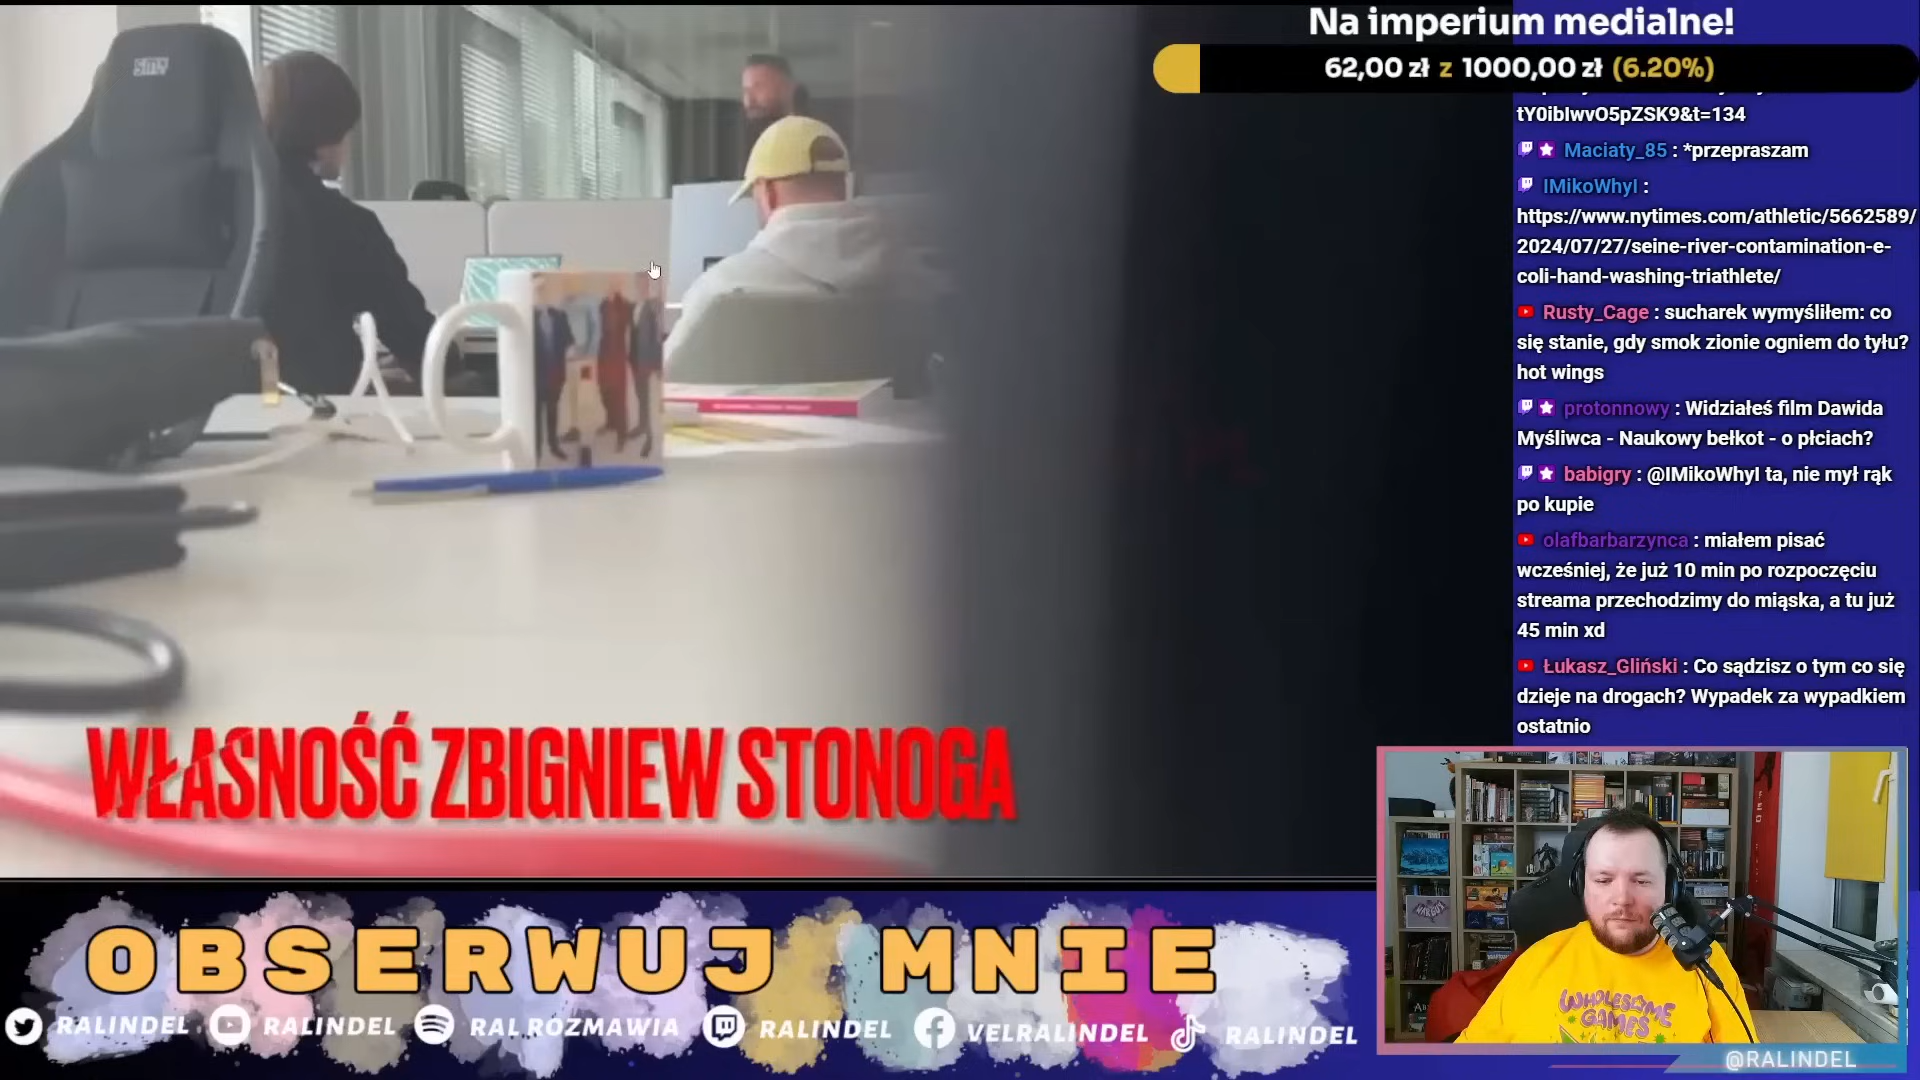 Na imperium medialne!
62,00 zł z 1000,00 zł (6.20%)
tY0ibIwvO5pZSK9&t=134
Maciaty_85 : *przepraszam
IMikoWhyI :
https://www.nytimes.com/athletic/5662589/
2024/07/27/seine-river-contamination-e-
coli-hand-washing-triathlete/
Rusty_Cage : sucharek wymyśliłem: co
się stanie, gdy smok zionie ogniem do tyłu?
hot wings
protonnowy : Widziałeś film Dawida
Myśliwca - Naukowy bełkot - o płciach?
babigry : @IMikoWhyI ta, nie mył rąk
po kupie
olafbarbarzynca : miałem pisać
wcześniej, że już 10 min po rozpoczęciu
streama przechodzimy do miąska, a tu już
45 min xd
Łukasz_Gliński : Co sądzisz o tym co się
dzieje na drogach? Wypadek za wypadkiem
ostatnio
WŁASNOŚĆ ZBIGNIEW STONOGA
WHOLESOME
GAMES
OBSERWUJ MNIE
RALINDEL RALINDEL RAL ROZMAWIA RALINDEL VELRALINDEL RALINDEL
@RALINDEL